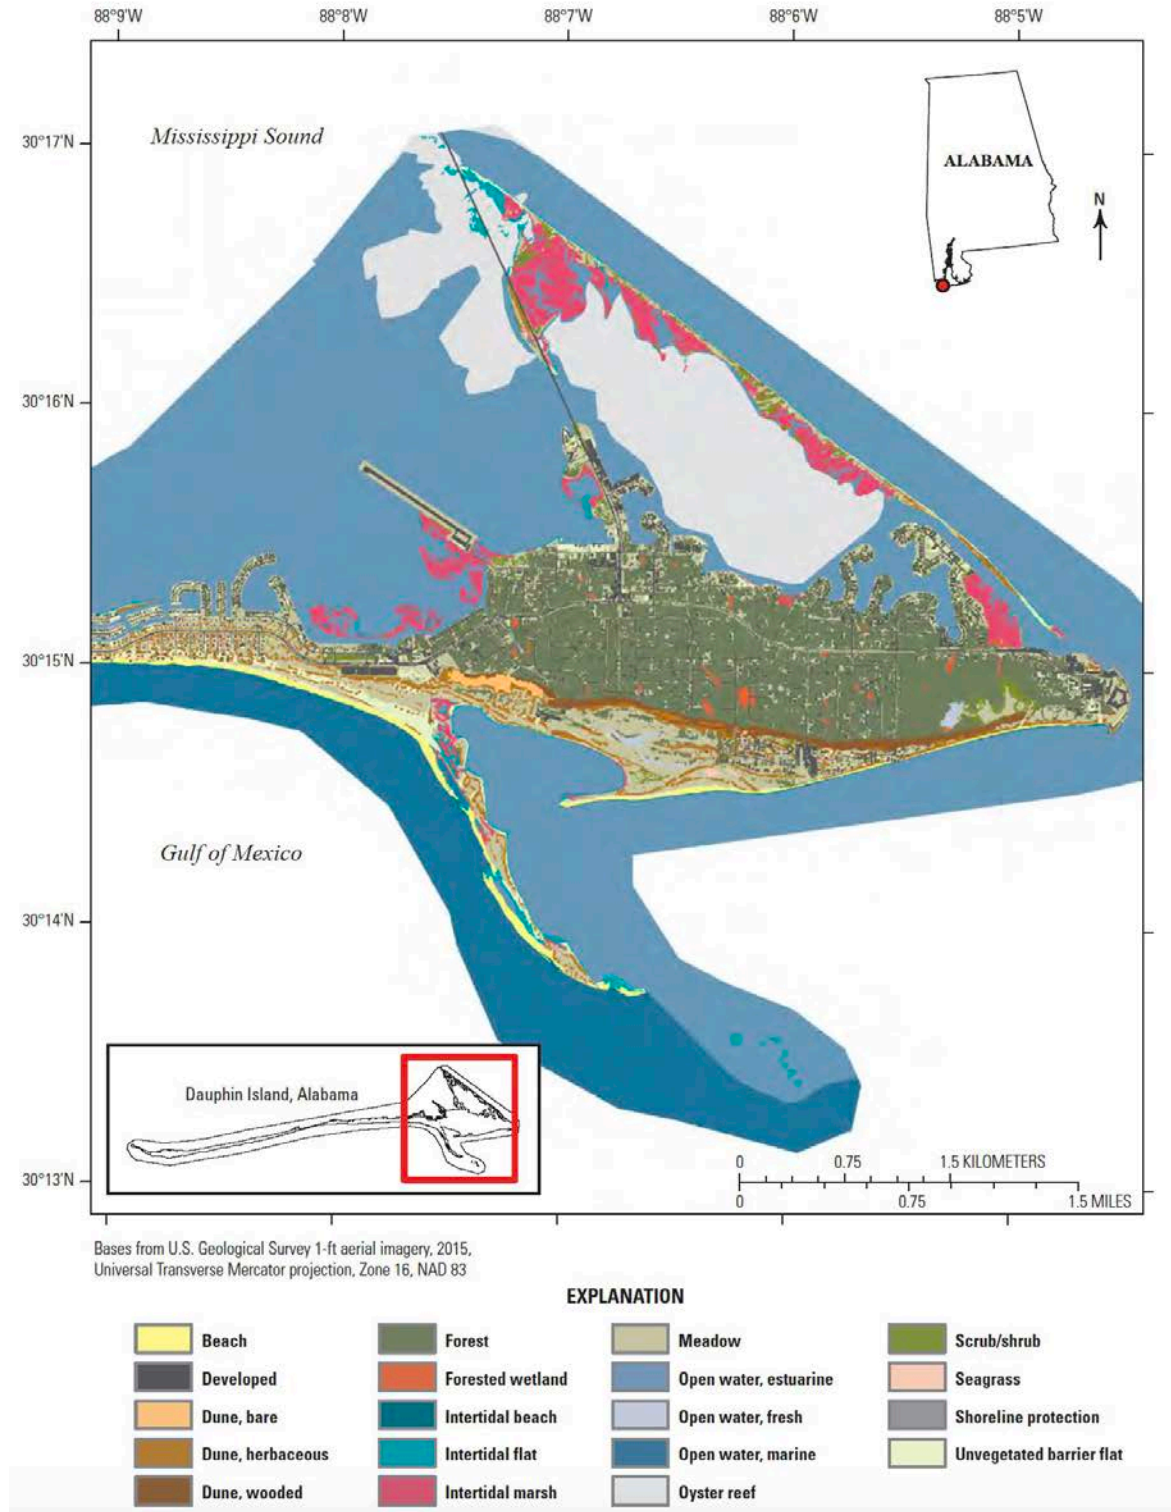 88°9'W 88°8'W 88°7'W 88°6'W 88°5'W
30°17'N
Mississippi Sound
ALABAMA
N
30°16'N
30°15'N
Gulf of Mexico
30°14'N
Dauphin Island, Alabama
30°13'N
0 0.75 1.5 KILOMETERS
0 0.75 1.5 MILES
Bases from U.S. Geological Survey 1-ft aerial imagery, 2015,
Universal Transverse Mercator projection, Zone 16, NAD 83
EXPLANATION
Beach
Developed
Dune, bare
Dune, herbaceous
Dune, wooded
Forest
Forested wetland
Intertidal beach
Intertidal flat
Intertidal marsh
Meadow
Open water, estuarine
Open water, fresh
Open water, marine
Oyster reef
Scrub/shrub
Seagrass
Shoreline protection
Unvegetated barrier flat